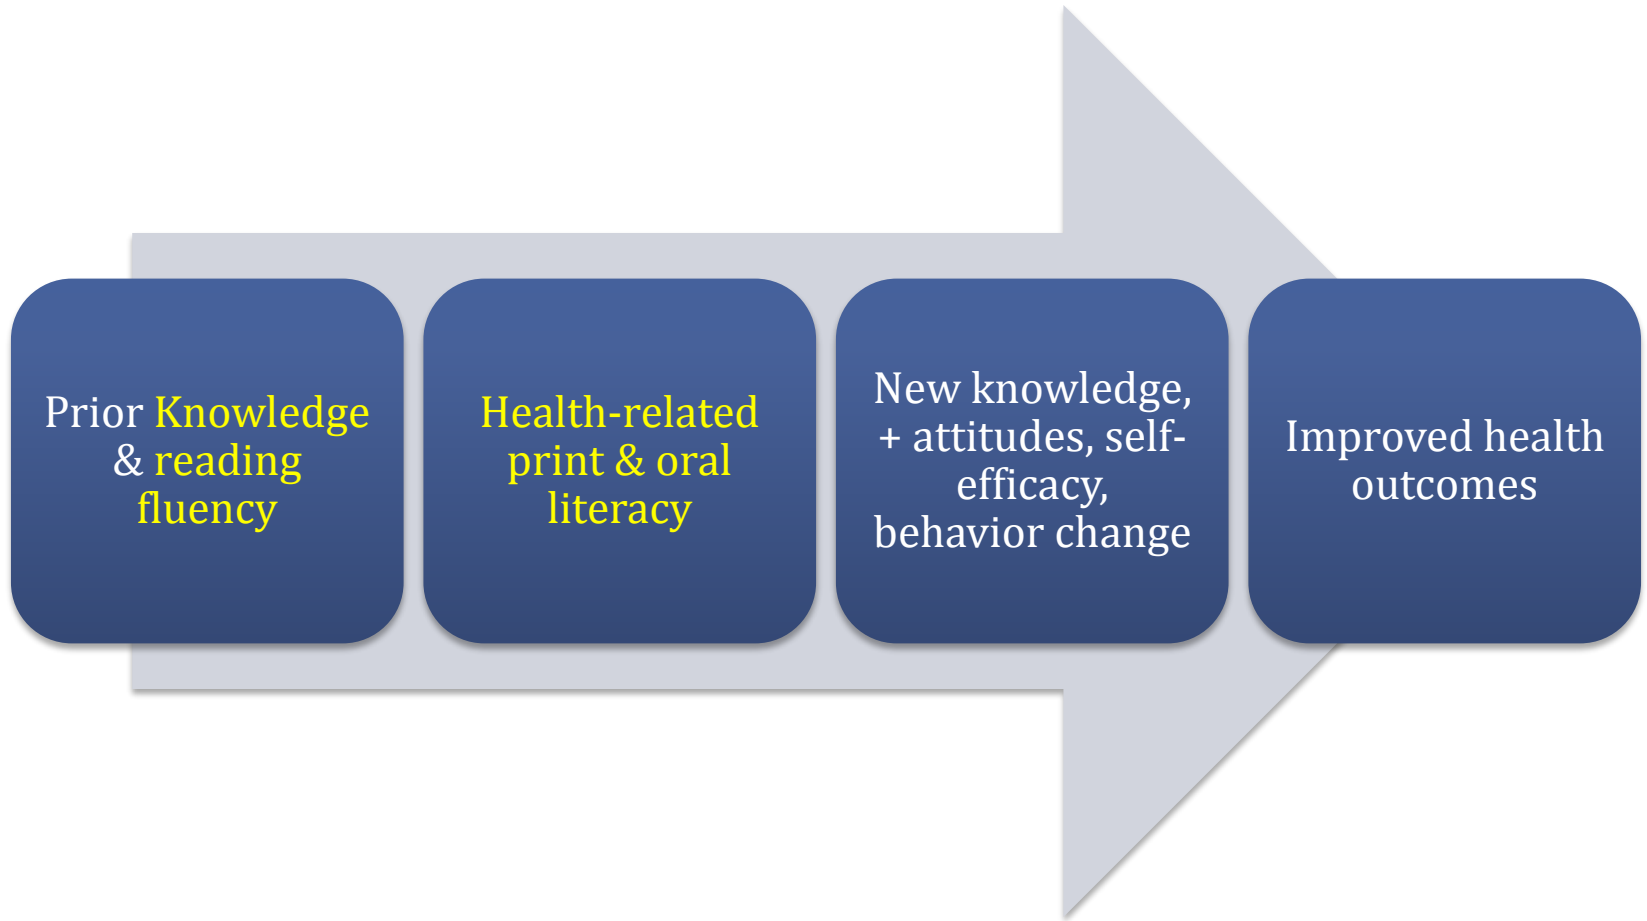 Prior Knowledge
& reading
fluency
Health-related
print & oral
literacy
New knowledge,
+ attitudes, self-
efficacy,
behavior change
Improved health
outcomes